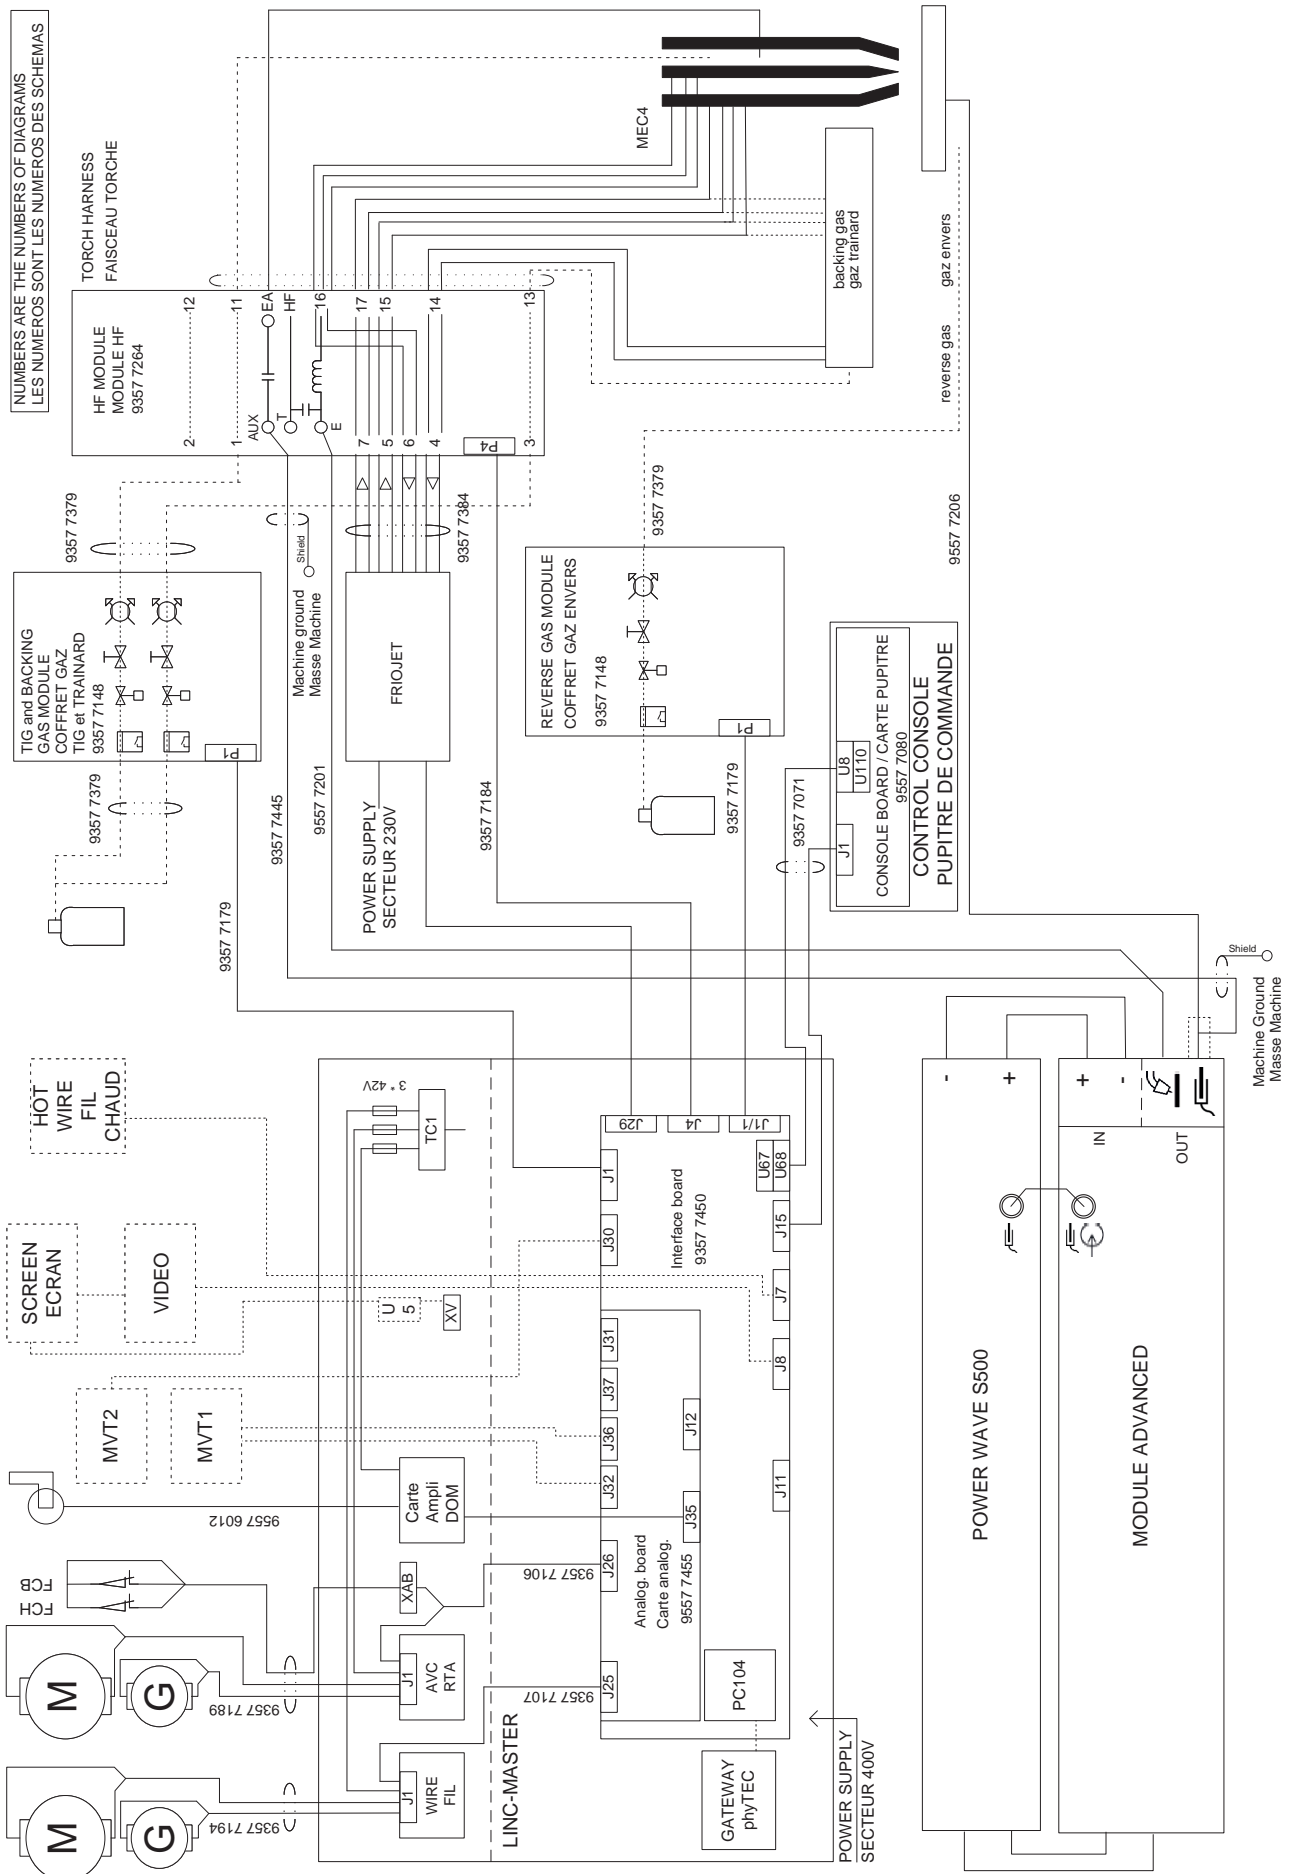 NUMBERS ARE THE NUMBERS OF DIAGRAMS
LES NUMEROS SONT LES NUMEROS DES SCHEMAS
TORCH HARNESS
FAISCEAU TORCHE
HF MODULE
MODULE HF
9357 7264
2
12
1
11
AUX
EA
T
HF
E
16
7
17
5
15
6
4
14
P4
3
13
MEC4
backing gas
gaz trainard
reverse gas
gaz envers
9357 7379
TIG and BACKING
GAS MODULE
COFFRET GAZ
TIG et TRAINARD
9357 7148
P1
9357 7379
9357 7179
9357 7445
9557 7201
Shield
Machine ground
Masse Machine
9357 7384
FRIOJET
POWER SUPPLY
SECTEUR 230V
9357 7184
REVERSE GAS MODULE
COFFRET GAZ ENVERS
9357 7148
P1
9357 7379
9357 7179
9357 7071
9557 7206
U8
U110
J1
CONSOLE BOARD / CARTE PUPITRE
9557 7080
CONTROL CONSOLE
PUPITRE DE COMMANDE
Shield
Machine Ground
Masse Machine
HOT
WIRE
FIL
CHAUD
SCREEN
ECRAN
VIDEO
MVT2
MVT1
9557 6012
FCB
FCH
M
G
9357 7189
M
G
9357 7194
3 * 42V
TC1
U
5
XV
Carte
Ampli
DOM
XAB
J1
AVC
RTA
J1
WIRE
FIL
LINC-MASTER
9357 7106
9357 7107
J29
J4
J1/1
J1
J30
J31
J37
J36
J32
J26
J25
U67
U68
J15
J7
J8
J11
J12
J35
Interface board
9357 7450
Analog. board
Carte analog.
9557 7455
PC104
GATEWAY
phyTEC
POWER SUPPLY
SECTEUR 400V
POWER WAVE S500
-
+
MODULE ADVANCED
+
-
IN
OUT